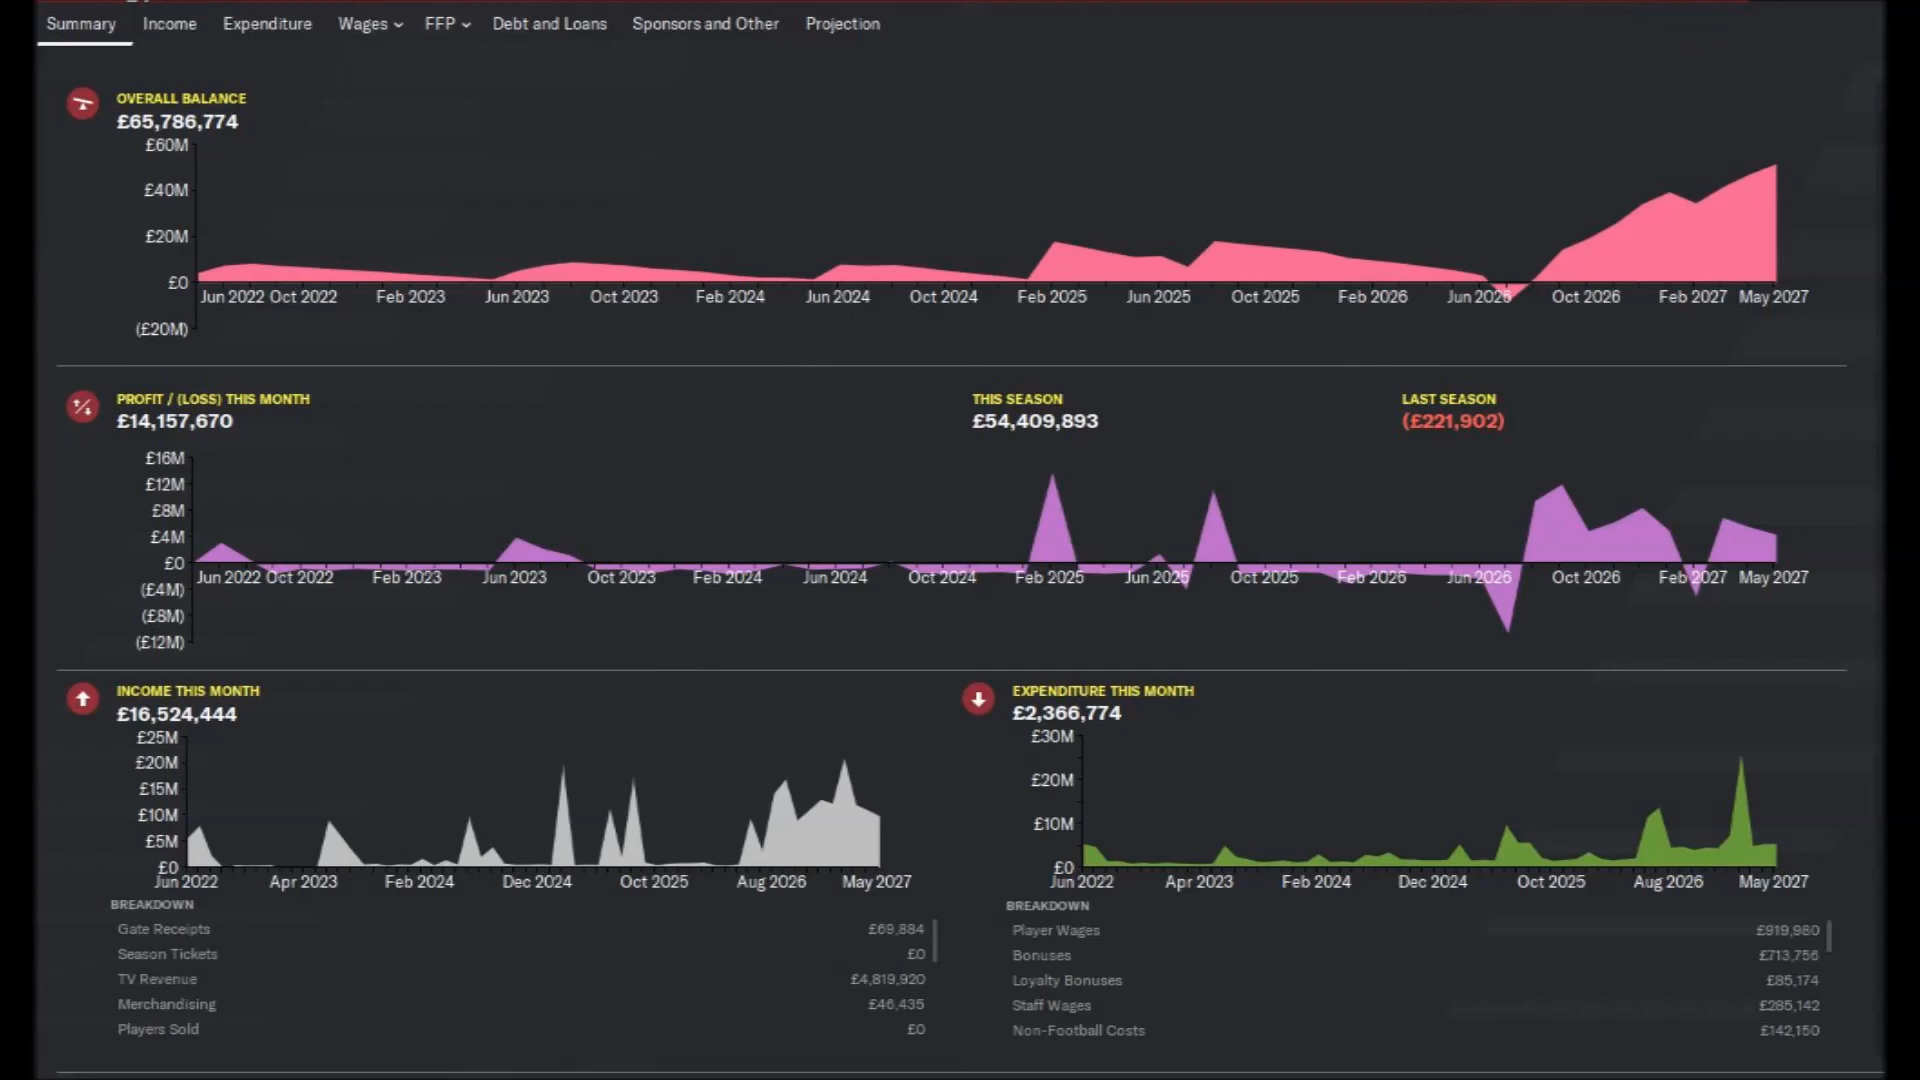 Summary Income Expenditure Wages FFP Debt and Loans Sponsors and Other Projection
OVERALL BALANCE
£65,786,774
£60M
£40M
£20M
£0
(£20M)
Jun 2022 Oct 2022 Feb 2023 Jun 2023 Oct 2023 Feb 2024 Jun 2024 Oct 2024 Feb 2025 Jun 2025 Oct 2025 Feb 2026 Jun 2026 Oct 2026 Feb 2027 May 2027
PROFIT / (LOSS) THIS MONTH
£14,157,670
THIS SEASON
£54,409,893
LAST SEASON
(£221,902)
£16M
£12M
£8M
£4M
£0
(£4M)
(£8M)
(£12M)
Jun 2022 Oct 2022 Feb 2023 Jun 2023 Oct 2023 Feb 2024 Jun 2024 Oct 2024 Feb 2025 Jun 2025 Oct 2025 Feb 2026 Jun 2026 Oct 2026 Feb 2027 May 2027
INCOME THIS MONTH
£16,524,444
£25M
£20M
£15M
£10M
£5M
£0
Jun 2022 Apr 2023 Feb 2024 Dec 2024 Oct 2025 Aug 2026 May 2027
BREAKDOWN
Gate Receipts £69,884
Season Tickets £0
TV Revenue £4,819,920
Merchandising £46,435
Players Sold £0
EXPENDITURE THIS MONTH
£2,366,774
£30M
£20M
£10M
£0
Jun 2022 Apr 2023 Feb 2024 Dec 2024 Oct 2025 Aug 2026 May 2027
BREAKDOWN
Player Wages £919,980
Bonuses £713,756
Loyalty Bonuses £85,174
Staff Wages £285,142
Non-Football Costs £142,150